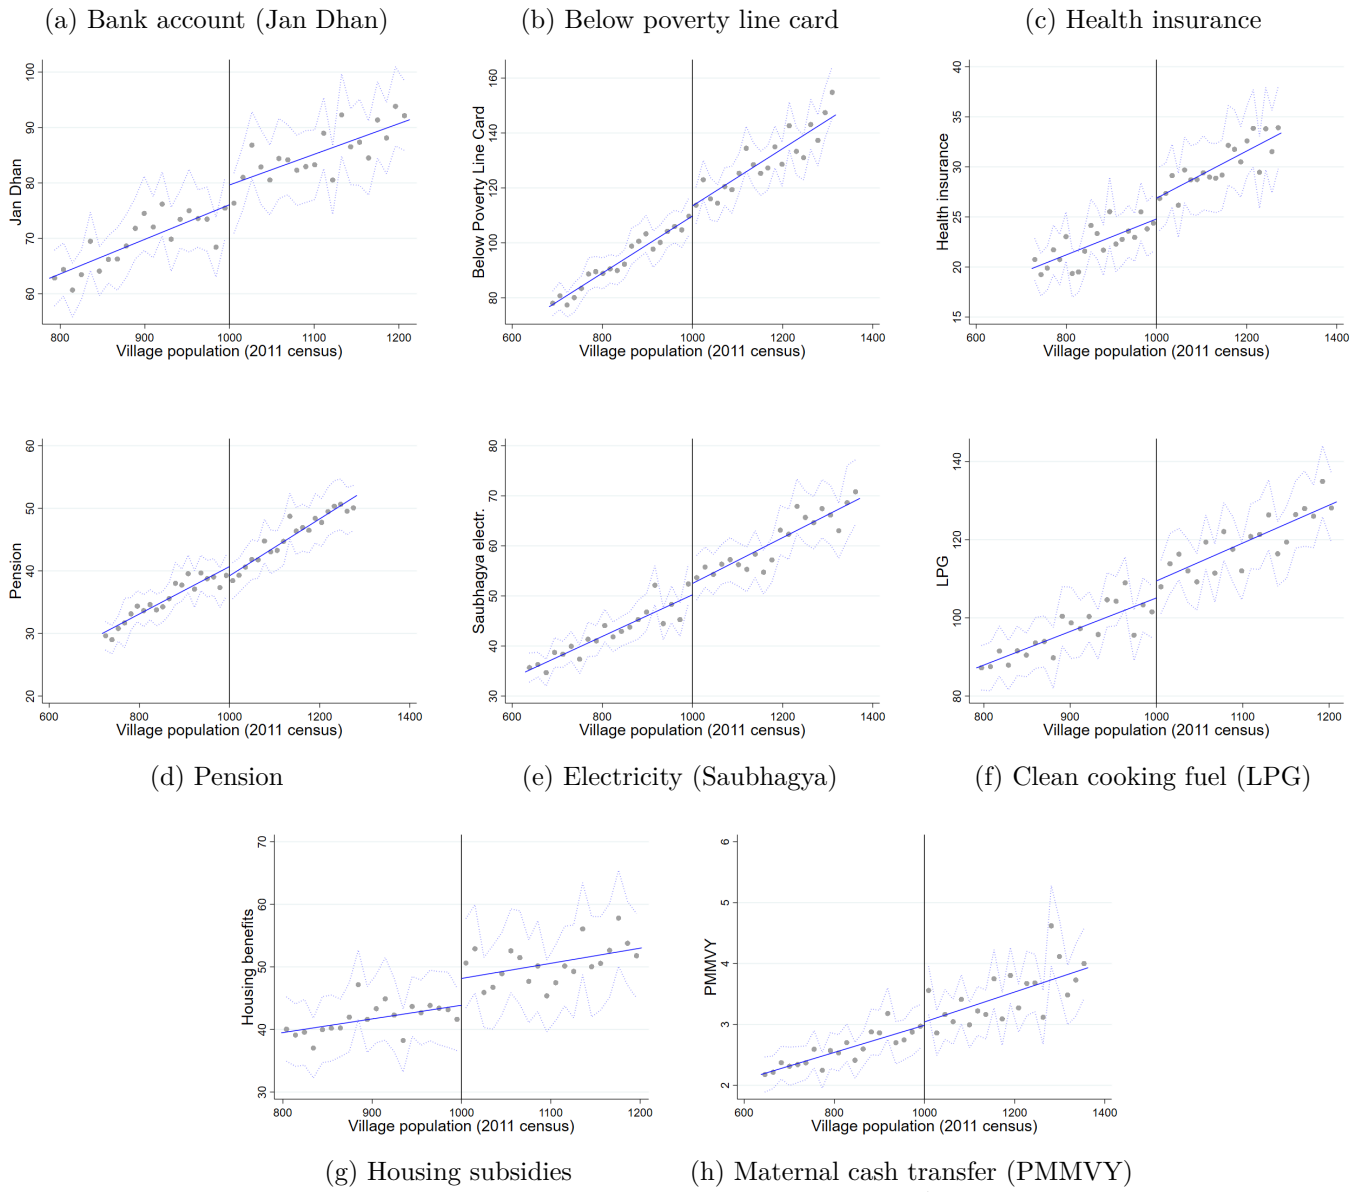 (a) Bank account (Jan Dhan)
(b) Below poverty line card
(c) Health insurance
Jan Dhan
60 70 80 90 100
800 900 1000 1100 1200
Village population (2011 census)
Below Poverty Line Card
80 100 120 140 160
600 800 1000 1200 1400
Village population (2011 census)
Health insurance
15 20 25 30 35 40
600 800 1000 1200 1400
Village population (2011 census)
Pension
20 30 40 50 60
600 800 1000 1200 1400
Village population (2011 census)
Saubhagya electr.
30 40 50 60 70 80
600 800 1000 1200 1400
Village population (2011 census)
LPG
80 100 120 140
800 900 1000 1100 1200
Village population (2011 census)
(d) Pension
(e) Electricity (Saubhagya)
(f) Clean cooking fuel (LPG)
Housing benefits
30 40 50 60 70
800 900 1000 1100 1200
Village population (2011 census)
PMMVY
2 3 4 5 6
600 800 1000 1200 1400
Village population (2011 census)
(g) Housing subsidies
(h) Maternal cash transfer (PMMVY)